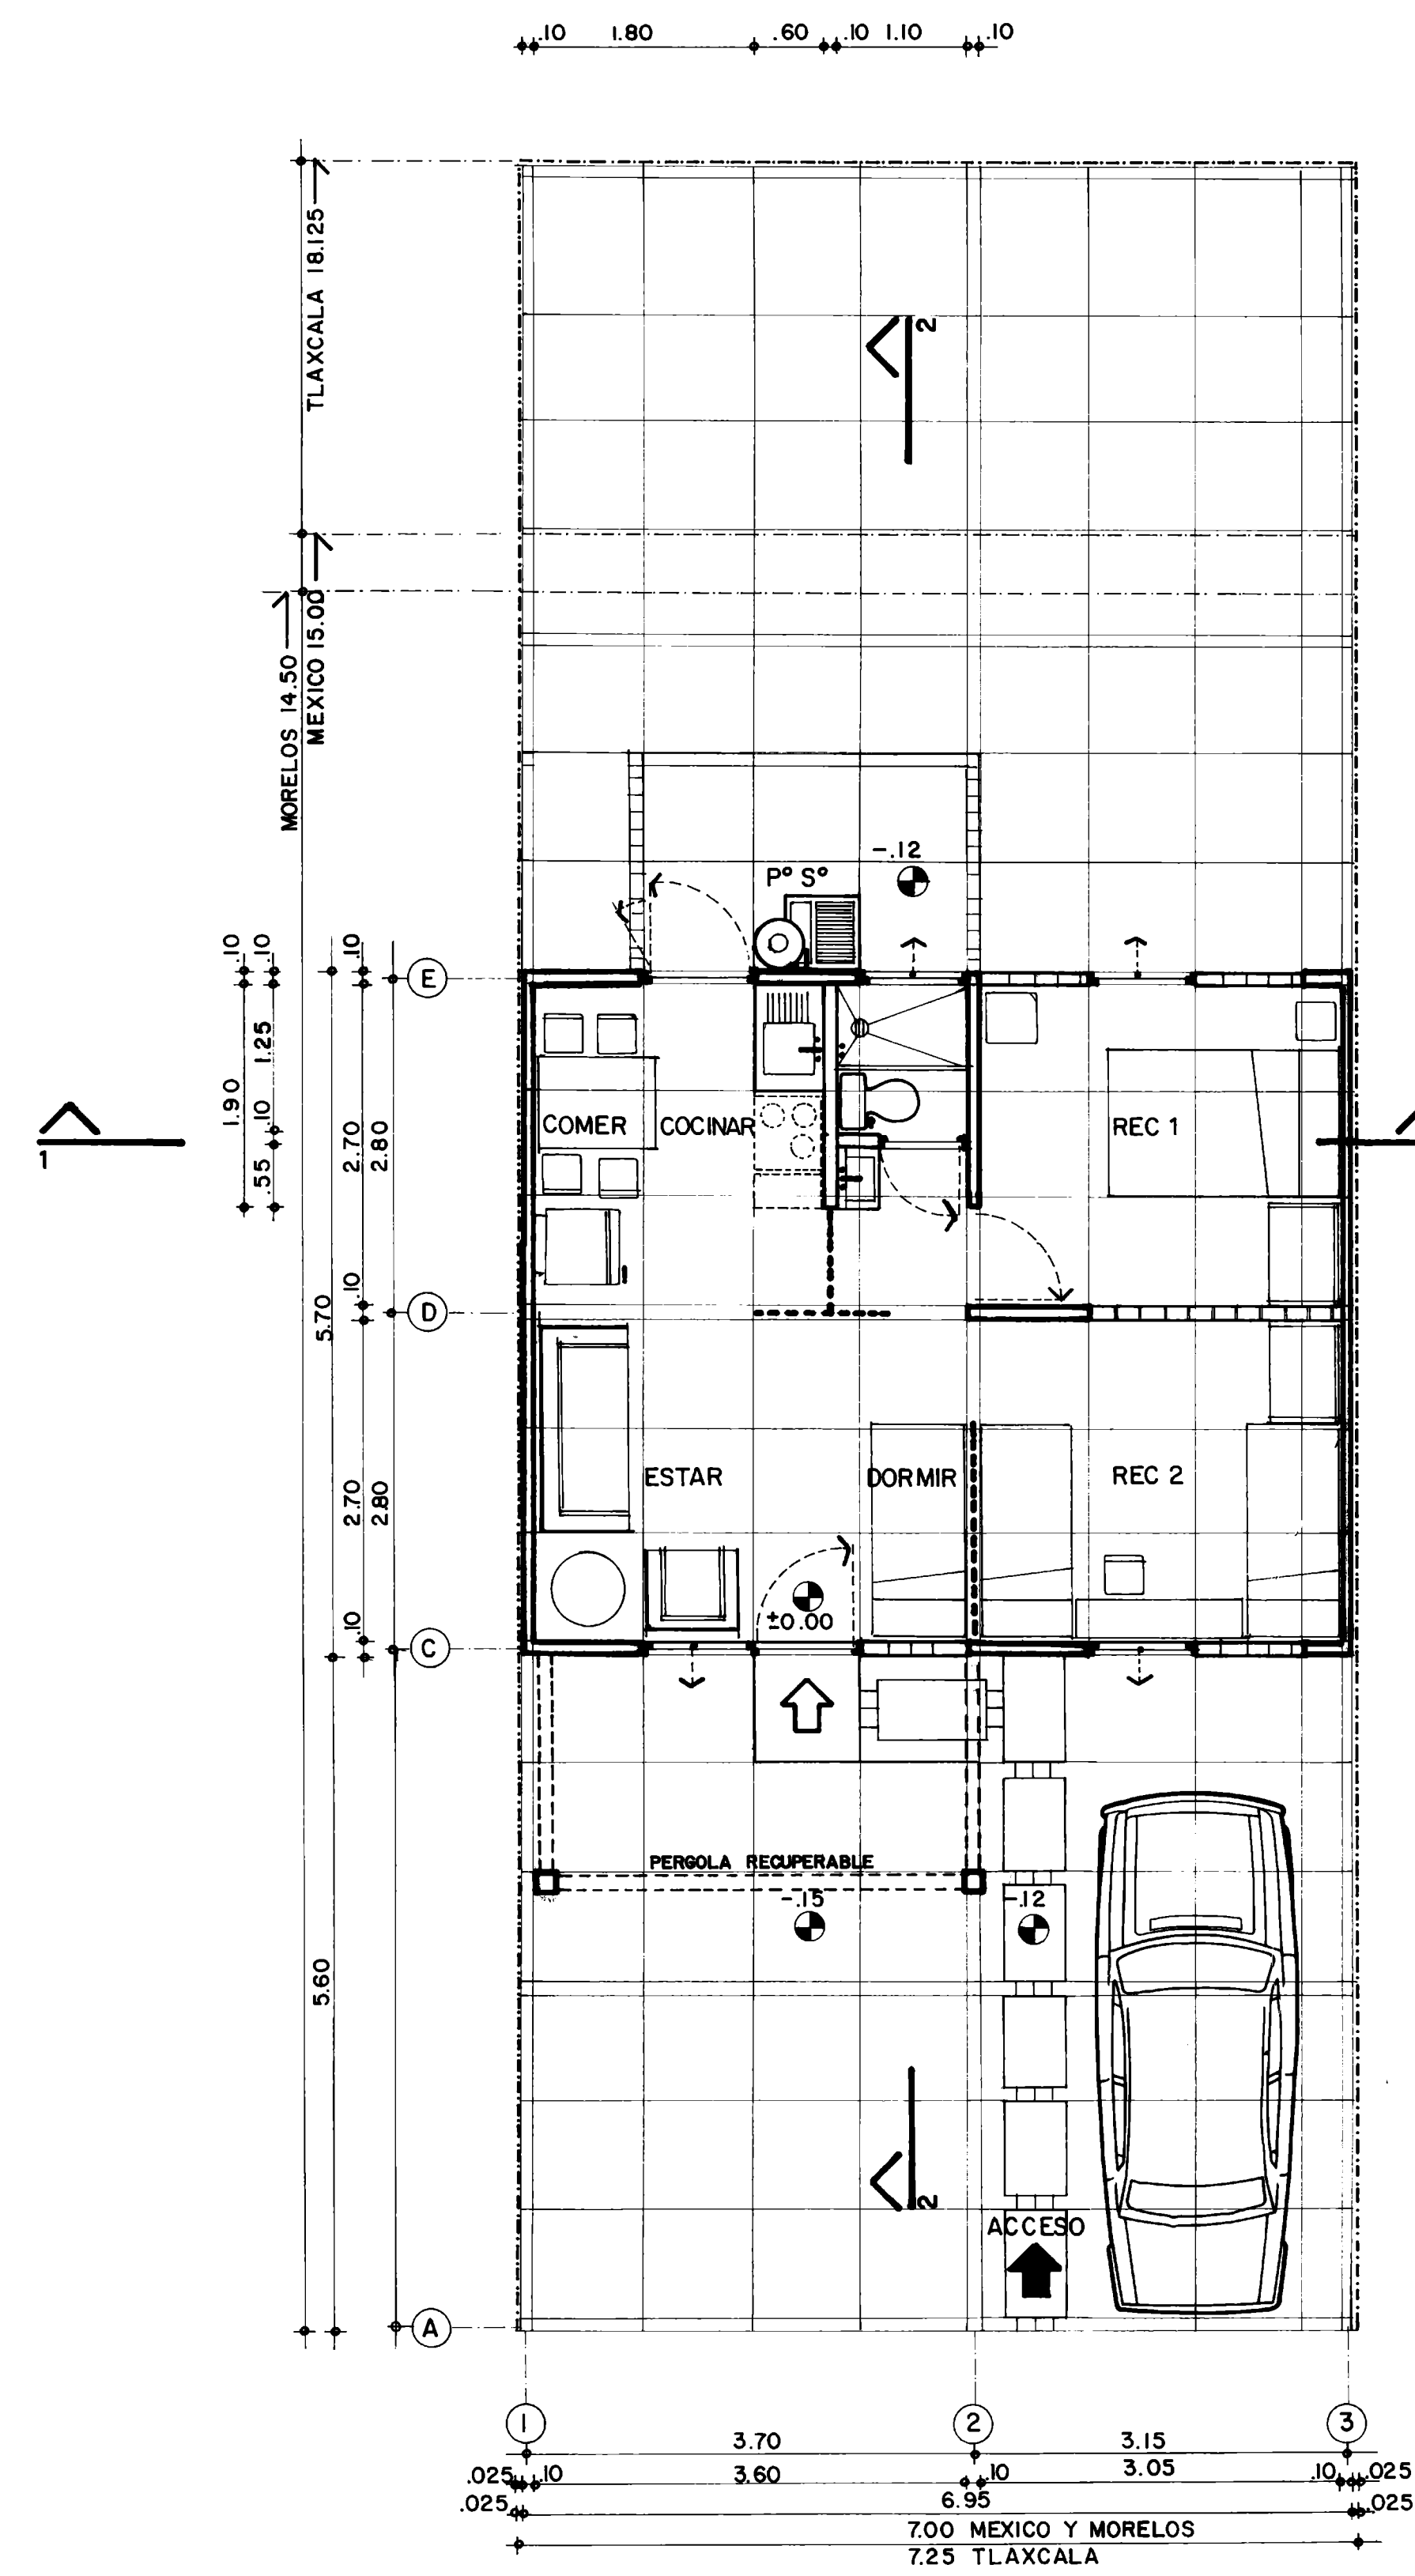 .10 1.80 .60 .10 1.10 .10
TLAXCALA 18.125
MEXICO 15.00
MORELOS 14.50
2
-.12
Pº Sº
.10 .10 .10
E
1.25
1.90
.10
2.70
2.80
.55
1
COMER COCINAR REC 1
.10
D
5.70
ESTAR DORMIR REC 2
2.70
2.80
±0.00
.10
C
PERGOLA RECUPERABLE
-.15 -.12
5.60
2
ACCESO
A
1 2 3
3.70 3.15
.025 .10 3.60 .10 3.05 .10 .025
.025 6.95 .025
7.00 MEXICO Y MORELOS
7.25 TLAXCALA